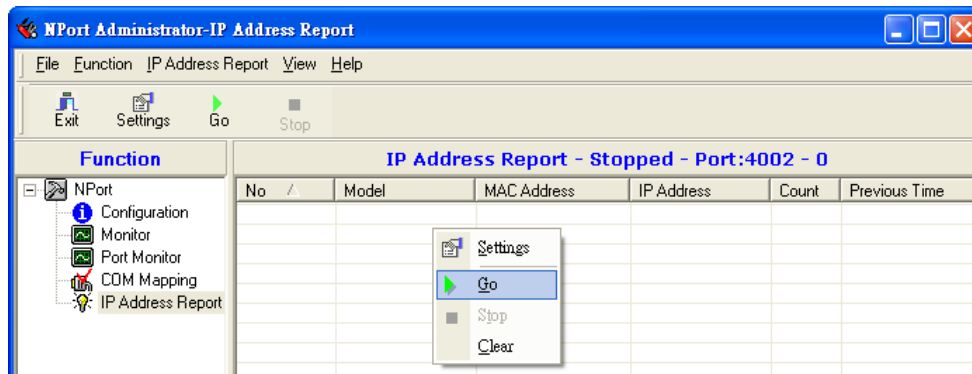 NPort Administrator-IP Address Report
File Function IP Address Report View Help
Exit Settings Go Stop
Function
IP Address Report - Stopped - Port:4002 - 0
NPort
Configuration
Monitor
Port Monitor
COM Mapping
IP Address Report
No Model MAC Address IP Address Count Previous Time
Settings
Go
Stop
Clear